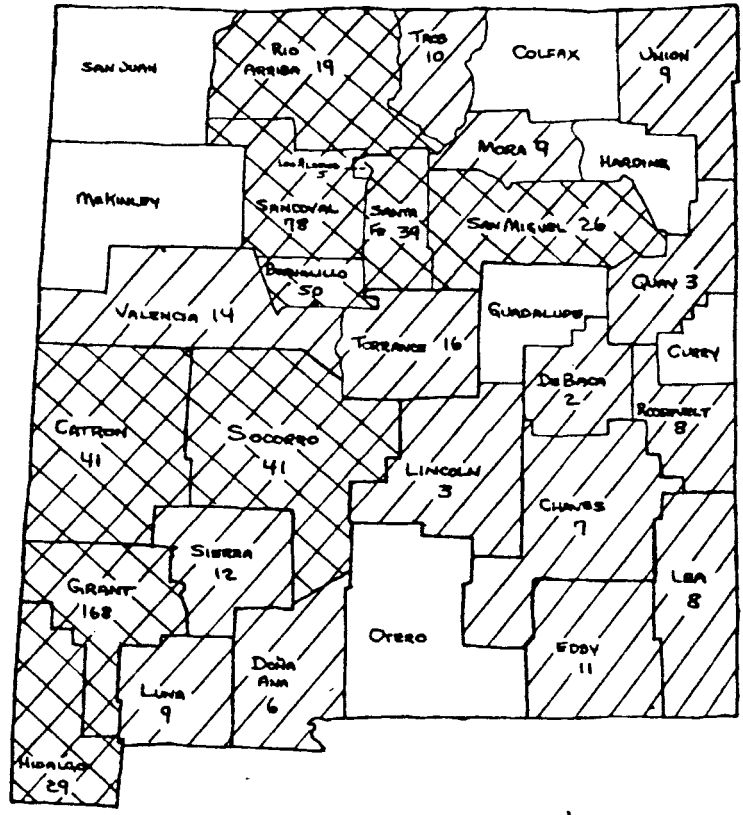 SAN JUAN
RIO
ARRIBA 19
TAOS
10
COLFAX
UNION
9
MORA 9
HARDING
LOS ALAMOS
5
McKINLEY
SANDOVAL
78
SANTA
FE 39
SAN MIGUEL 26
BERNALILLO
50
QUAY 3
VALENCIA 14
GUADALUPE
TORRANCE 16
CURRY
DE BACA
2
ROOSEVELT
8
CATRON
41
SOCORRO
41
LINCOLN
3
CHAVES
7
SIERRA
12
GRANT
168
LEA
8
OTERO
EDDY
11
DOÑA
ANA
6
LUNA
9
HIDALGO
29